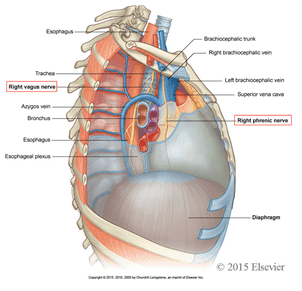 Esophagus
Brachiocephalic trunk
Right brachiocephalic vein
Trachea
Left brachiocephalic vein
Right vagus nerve
Superior vena cava
Azygos vein
Bronchus
Right phrenic nerve
Esophagus
Esophageal plexus
Diaphragm
© 2015 Elsevier
Copyright © 2015, 2010, 2005 by Churchill Livingstone, an imprint of Elsevier Inc.